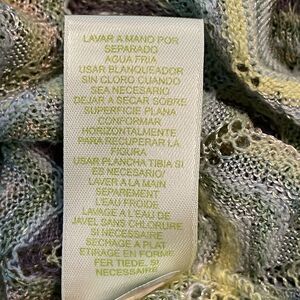 LAVAR A MANO POR
SEPARADO
AGUA FRIA
USAR BLANQUEADOR
SIN CLORO CUANDO
SEA NECESARIO
DEJAR A SECAR SOBRE
SUPERFICIE PLANA
CONFORMAR
HORIZONTALMENTE
PARA RECUPERAR LA
FIGURA
USAR PLANCHA TIBIA SI
ES NECESARIO/
LAVER A LA MAIN
SEPAREMENT
L'EAU FROIDE
LAVAGE A L'EAU DE
JAVEL SANS CHLORURE
SI NECESSAIRE
SECHAGE A PLAT
ETIRAGE EN FORME
FER TIEDE, SI
NECESSAIRE